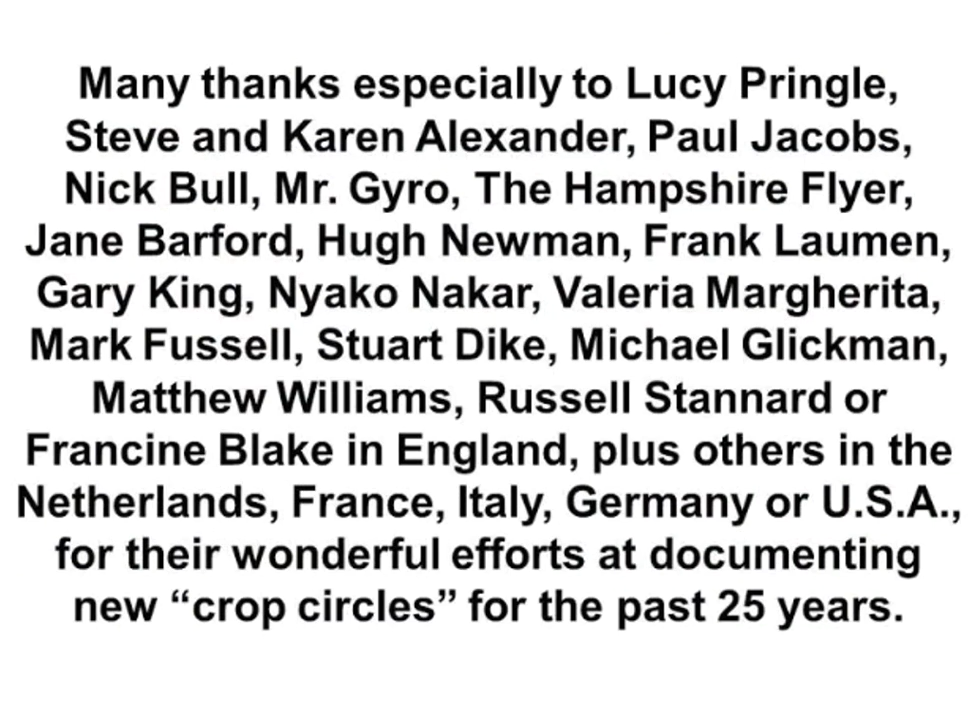 Many thanks especially to Lucy Pringle,
Steve and Karen Alexander, Paul Jacobs,
Nick Bull, Mr. Gyro, The Hampshire Flyer,
Jane Barford, Hugh Newman, Frank Laumen,
Gary King, Nyako Nakar, Valeria Margherita,
Mark Fussell, Stuart Dike, Michael Glickman,
Matthew Williams, Russell Stannard or
Francine Blake in England, plus others in the
Netherlands, France, Italy, Germany or U.S.A.,
for their wonderful efforts at documenting
new “crop circles” for the past 25 years.